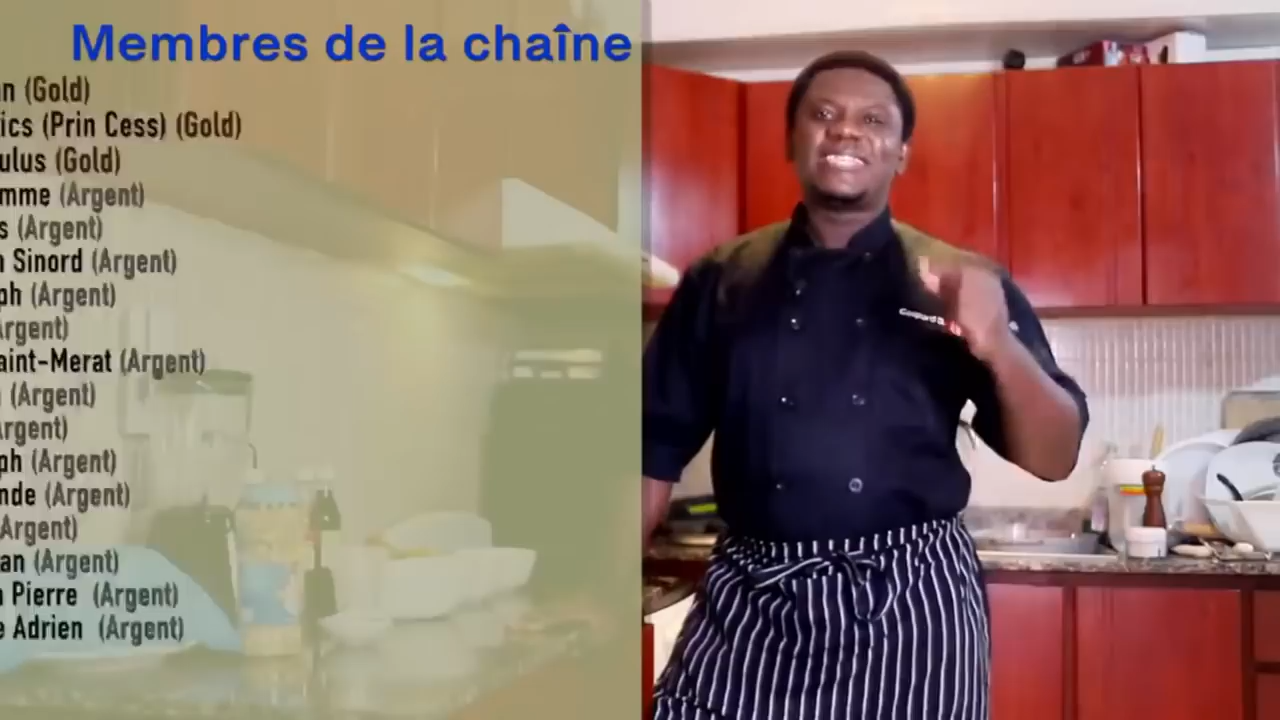 Membres de la chaîne
n (Gold)
ics (Prin Cess) (Gold)
ulus (Gold)
mme (Argent)
s (Argent)
n Sinord (Argent)
ph (Argent)
Argent)
aint-Merat (Argent)
(Argent)
Argent)
ph (Argent)
nde (Argent)
(Argent)
an (Argent)
n Pierre (Argent)
e Adrien (Argent)